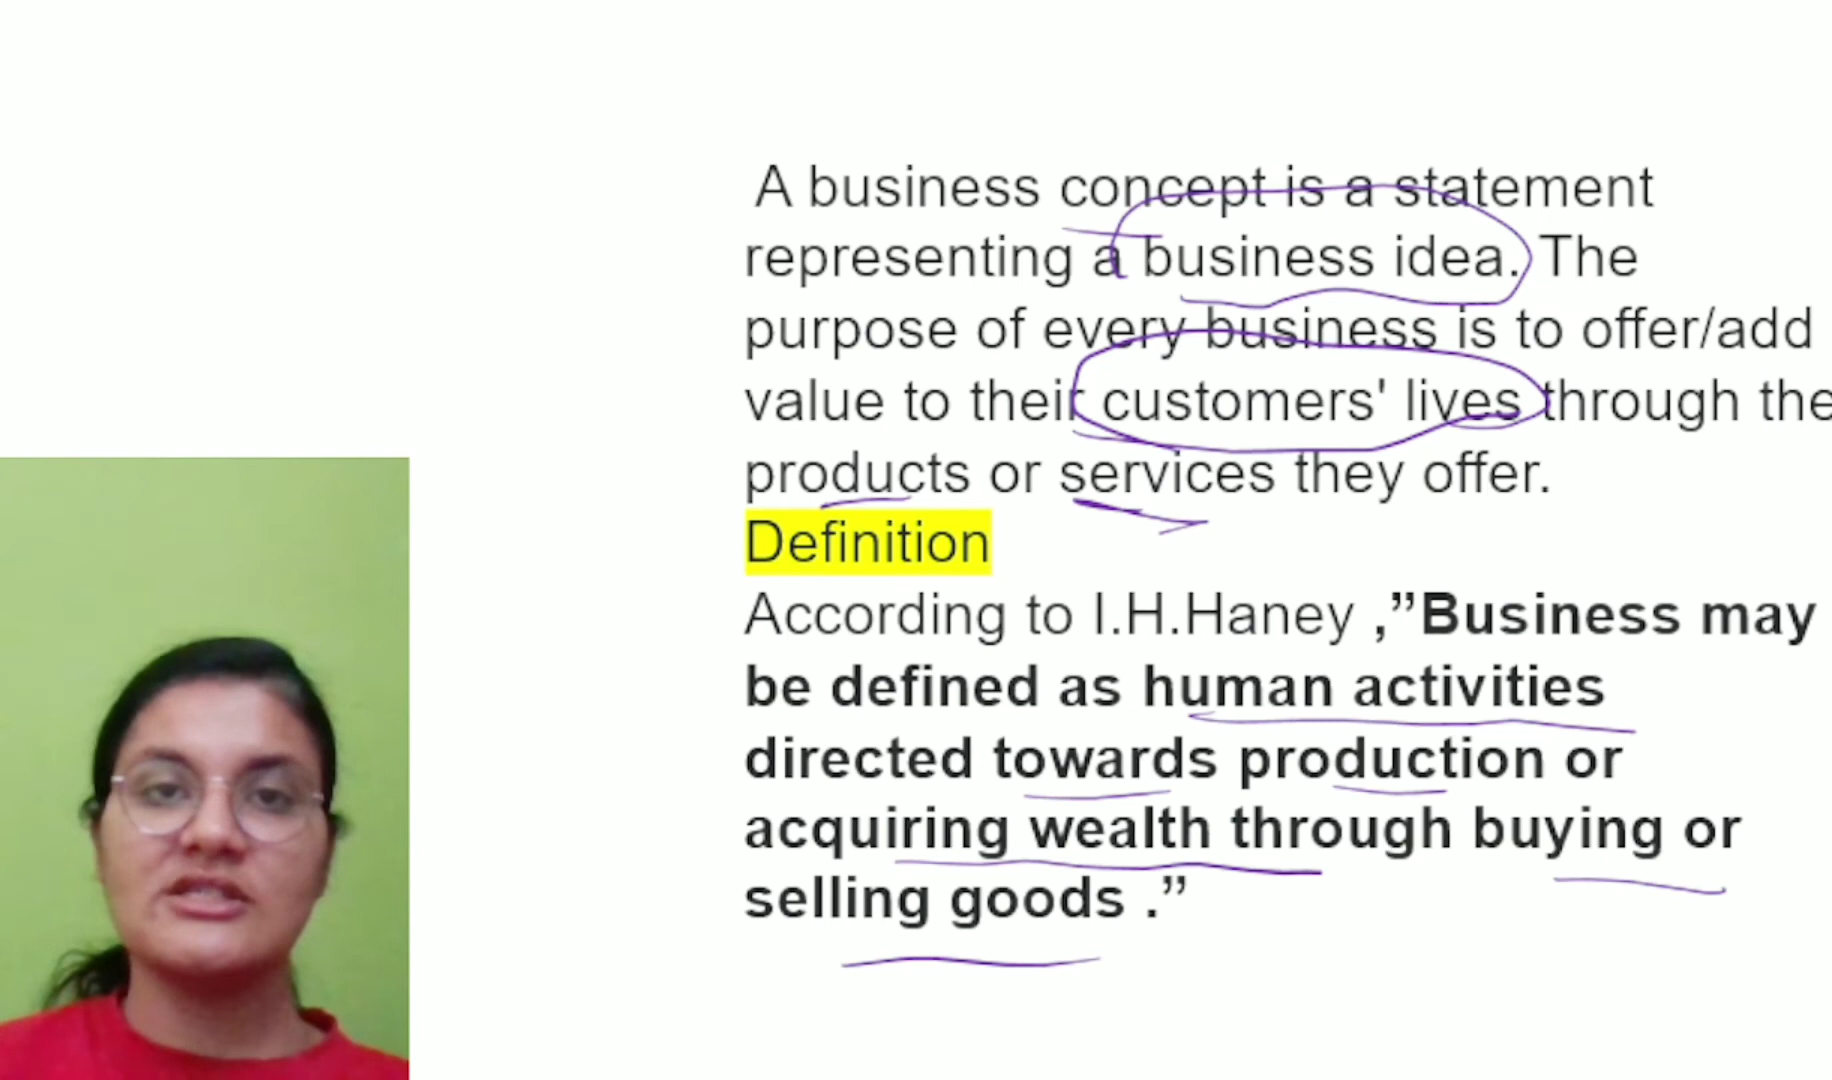 A business concept is a statement
representing a business idea. The
purpose of every business is to offer/add
value to their customers' lives through the
products or services they offer.
Definition
According to I.H.Haney ,”Business may
be defined as human activities
directed towards production or
acquiring wealth through buying or
selling goods .”